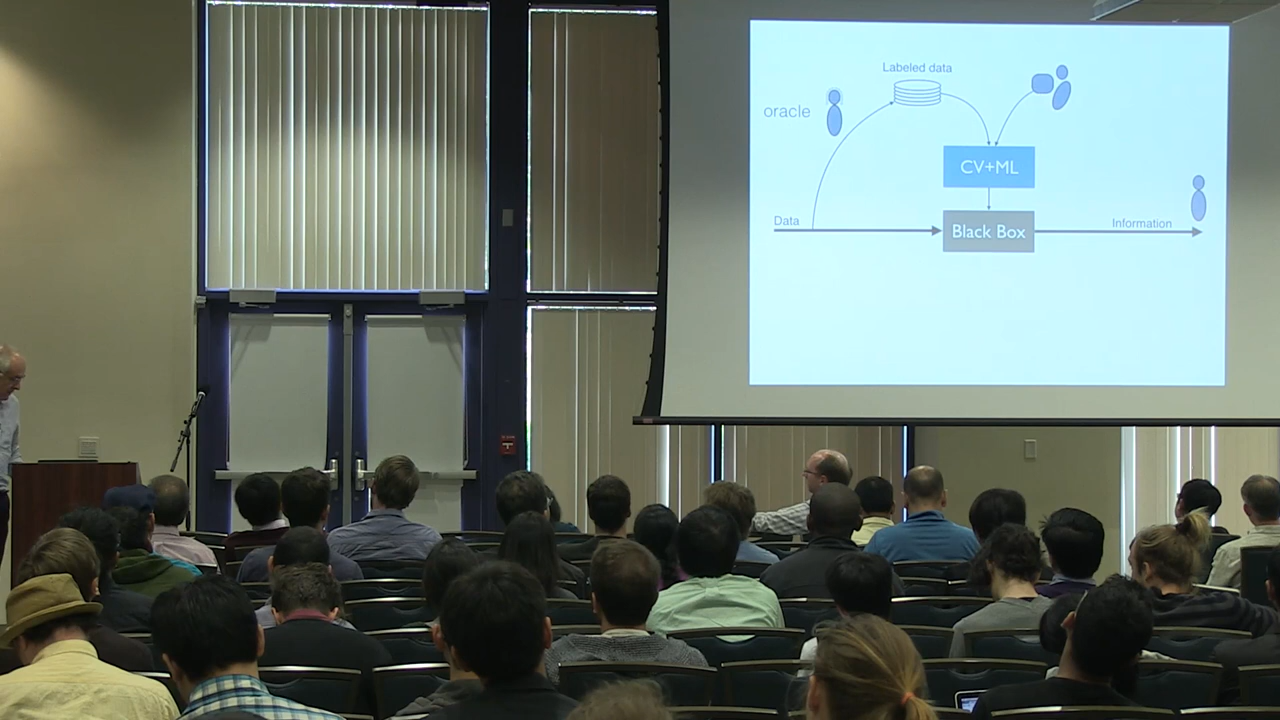 Labeled data
oracle
CV+ML
Data
Black Box
Information